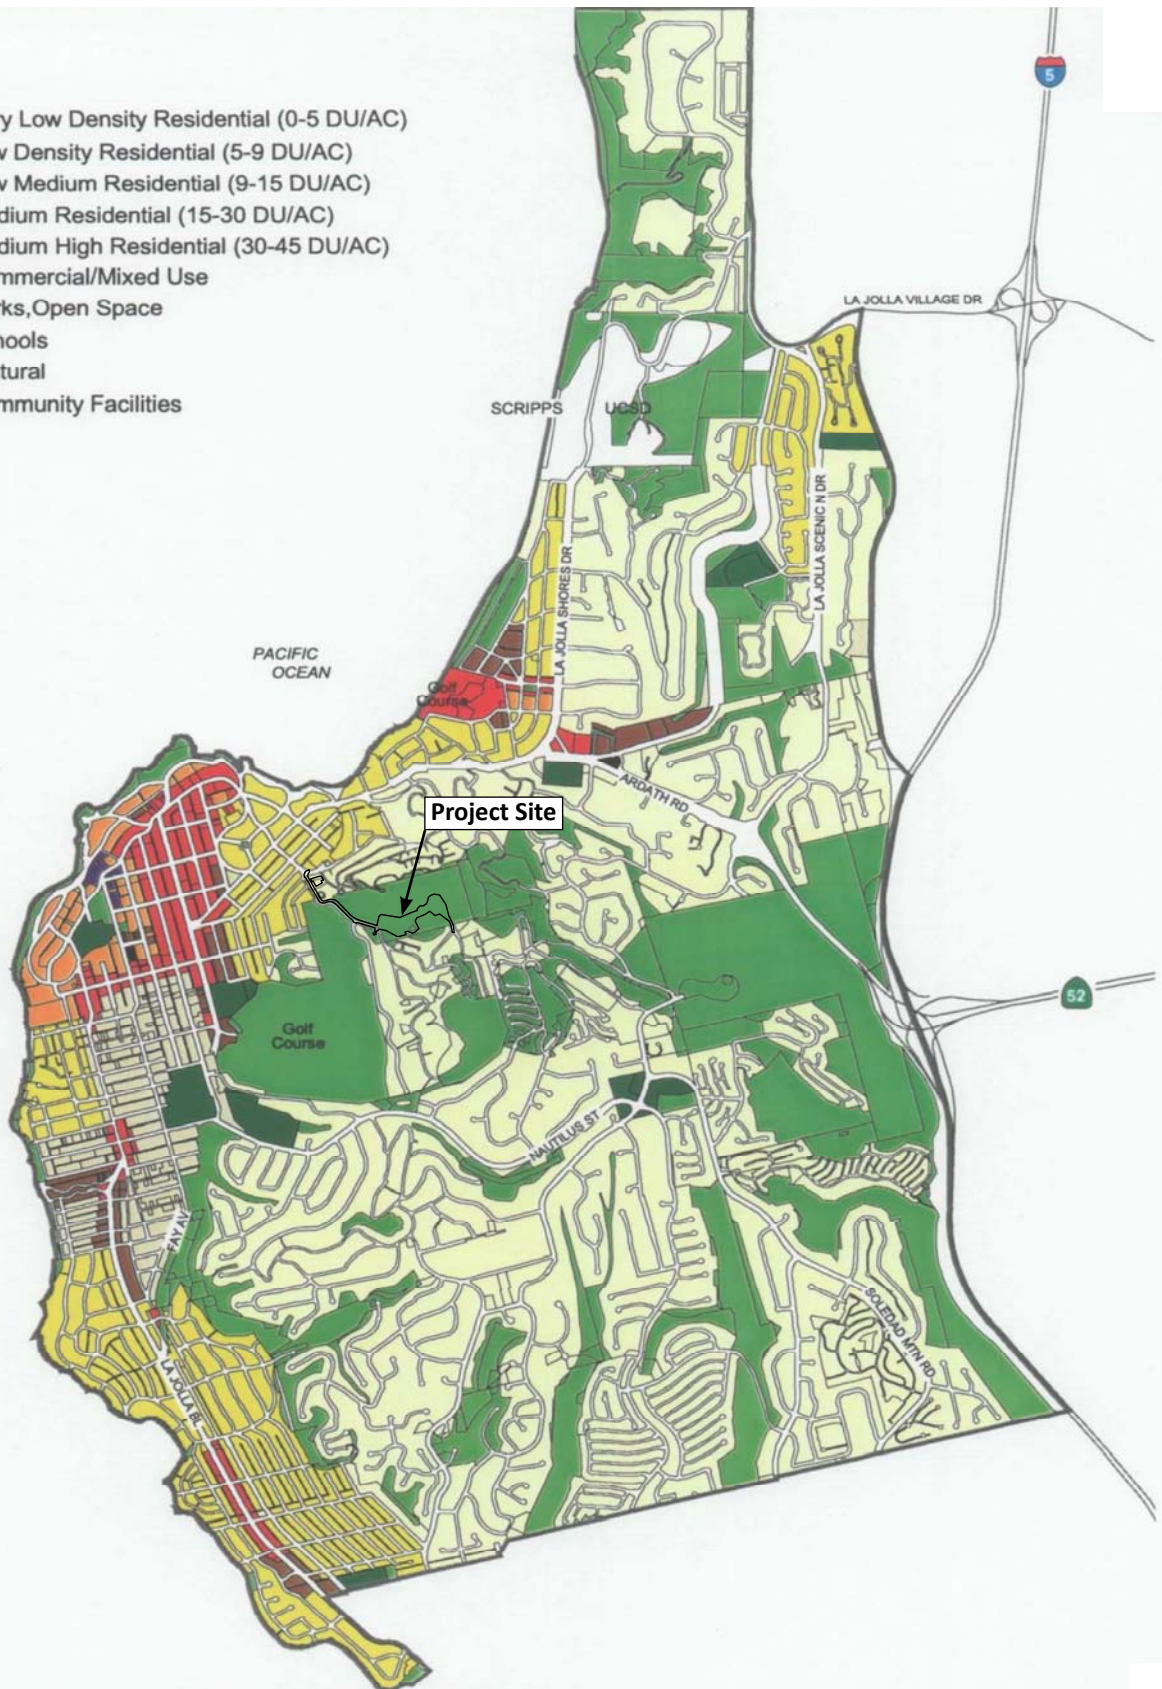 5
ry Low Density Residential (0-5 DU/AC)
w Density Residential (5-9 DU/AC)
w Medium Residential (9-15 DU/AC)
dium Residential (15-30 DU/AC)
dium High Residential (30-45 DU/AC)
mmercial/Mixed Use
rks,Open Space
hools
ltural
mmunity Facilities
LA JOLLA VILLAGE DR
SCRIPPS
UCSD
LA JOLLA SCENIC N DR
LA JOLLA SHORES DR
PACIFIC
OCEAN
Golf
Course
ARDATH RD
Project Site
52
Golf
Course
NAUTILUS ST
FAY AV
SOLEDAD MTN RD
LA JOLLA BL